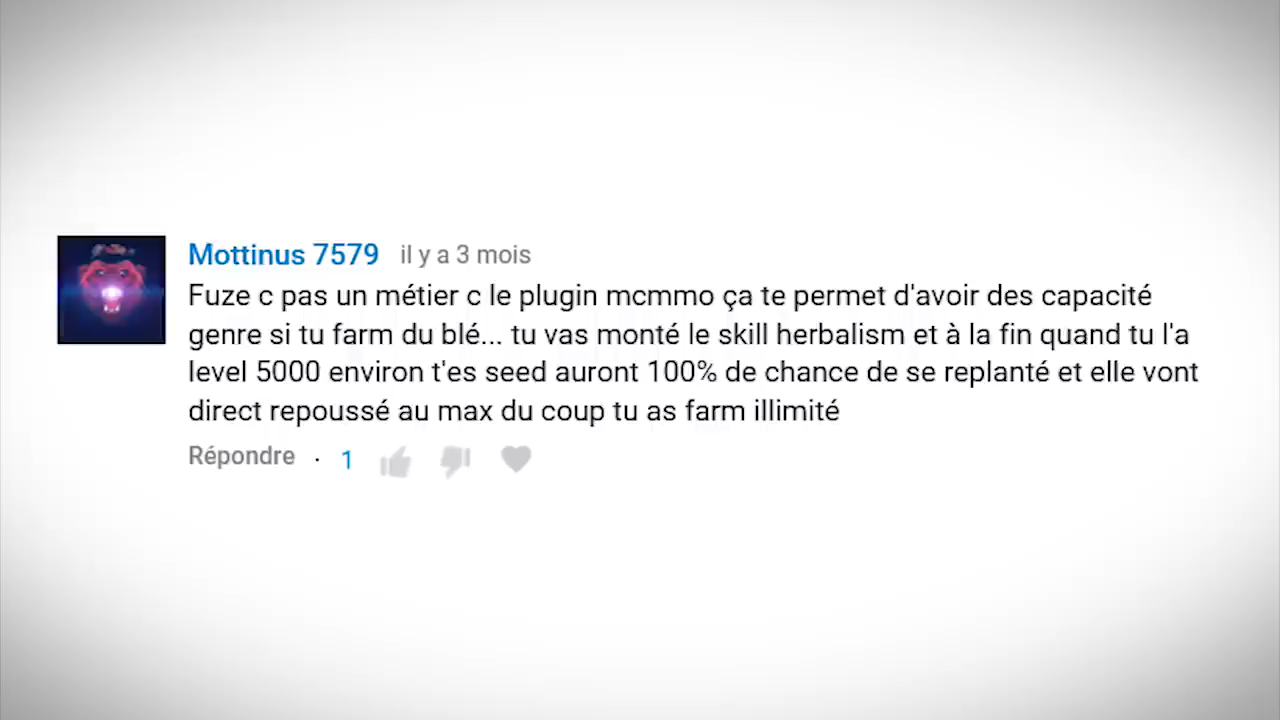 Mottinus 7579 il y a 3 mois
Fuze c pas un métier c le plugin mcmmo ça te permet d'avoir des capacité
genre si tu farm du blé... tu vas monté le skill herbalism et à la fin quand tu l'a
level 5000 environ t'es seed auront 100% de chance de se replanté et elle vont
direct repoussé au max du coup tu as farm illimité
Répondre · 1